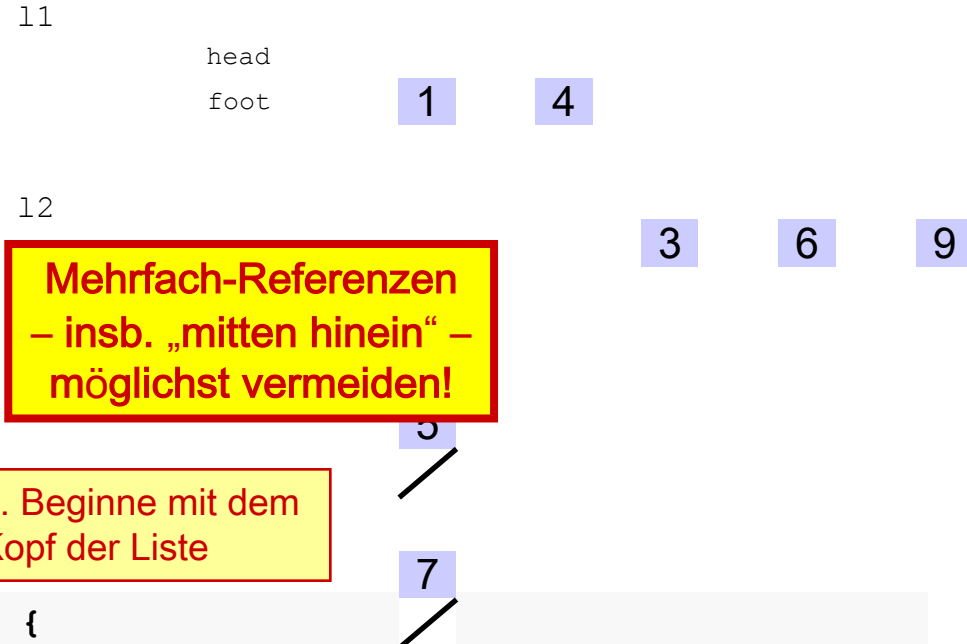 l1
head
foot
1 4
l2
3 6 9
Mehrfach-Referenzen
– insb. „mitten hinein“ –
möglichst vermeiden!
5
. Beginne mit dem
Kopf der Liste
7
{